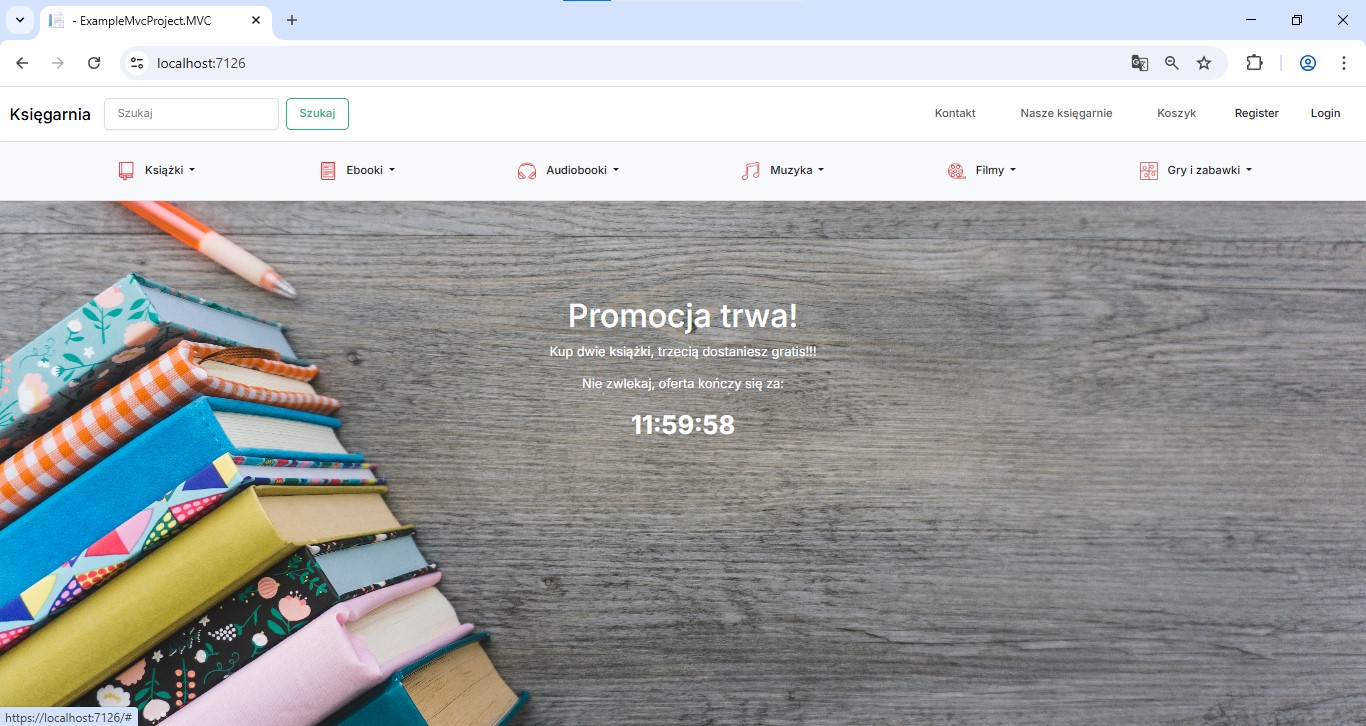 - ExampleMvcProject.MVC
localhost:7126
Księgarnia Szukaj Szukaj Kontakt Nasze księgarnie Koszyk Register Login
Książki Ebooki Audiobooki Muzyka Filmy Gry i zabawki
Promocja trwa!
Kup dwie książki, trzecią dostaniesz gratis!!!
Nie zwlekaj, oferta kończy się za:
11:59:58
https://localhost:7126/#